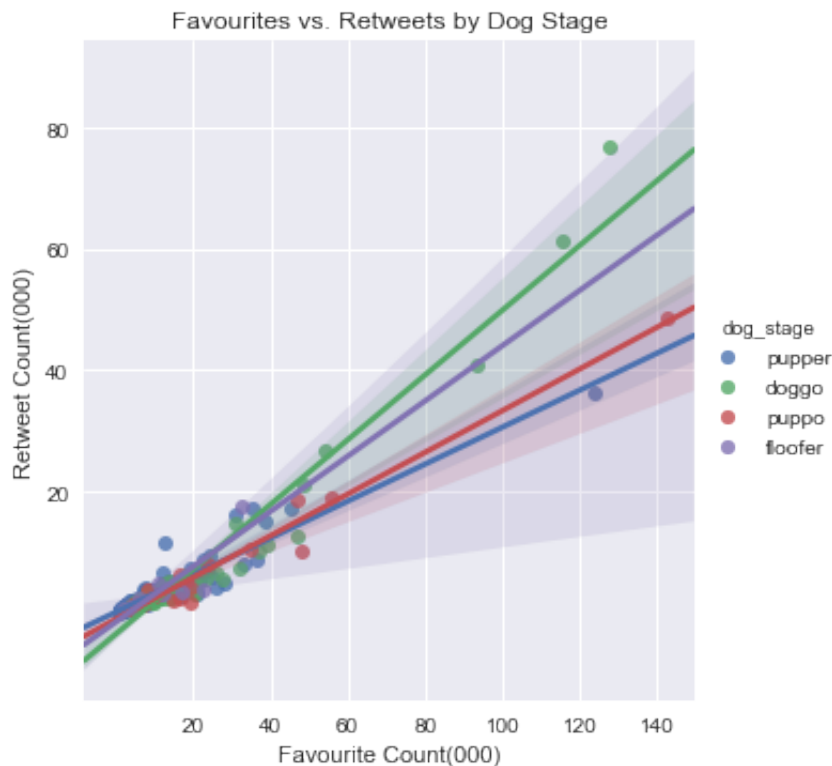 Favourites vs. Retweets by Dog Stage
80
60
40
20
Retweet Count(000)
20 40 60 80 100 120 140
Favourite Count(000)
dog_stage
pupper
doggo
puppo
floofer